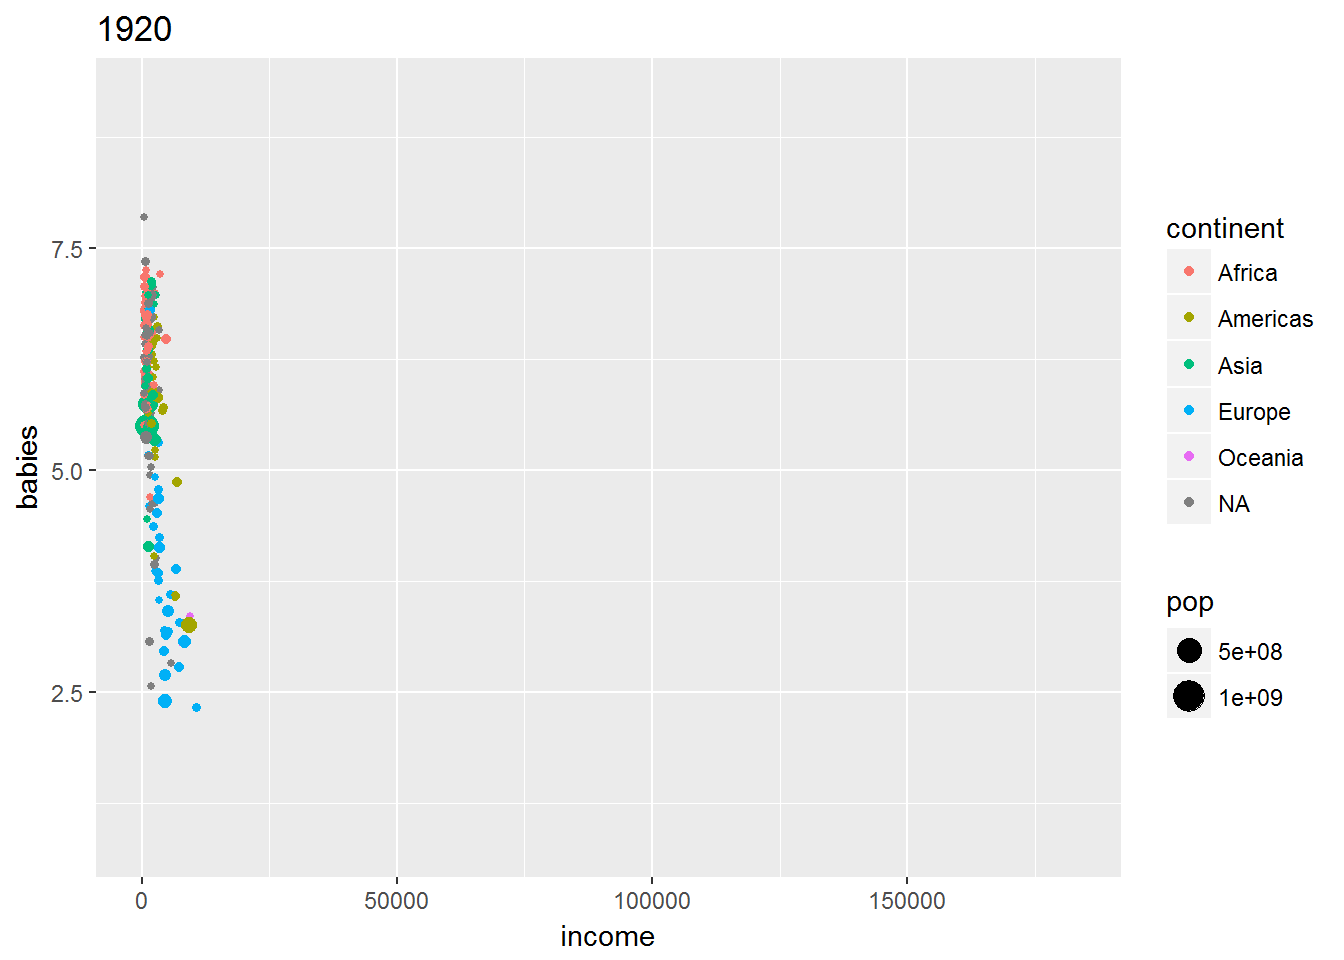 1920
babies
7.5
5.0
2.5
0
50000
100000
150000
income
continent
Africa
Americas
Asia
Europe
Oceania
NA
pop
5e+08
1e+09